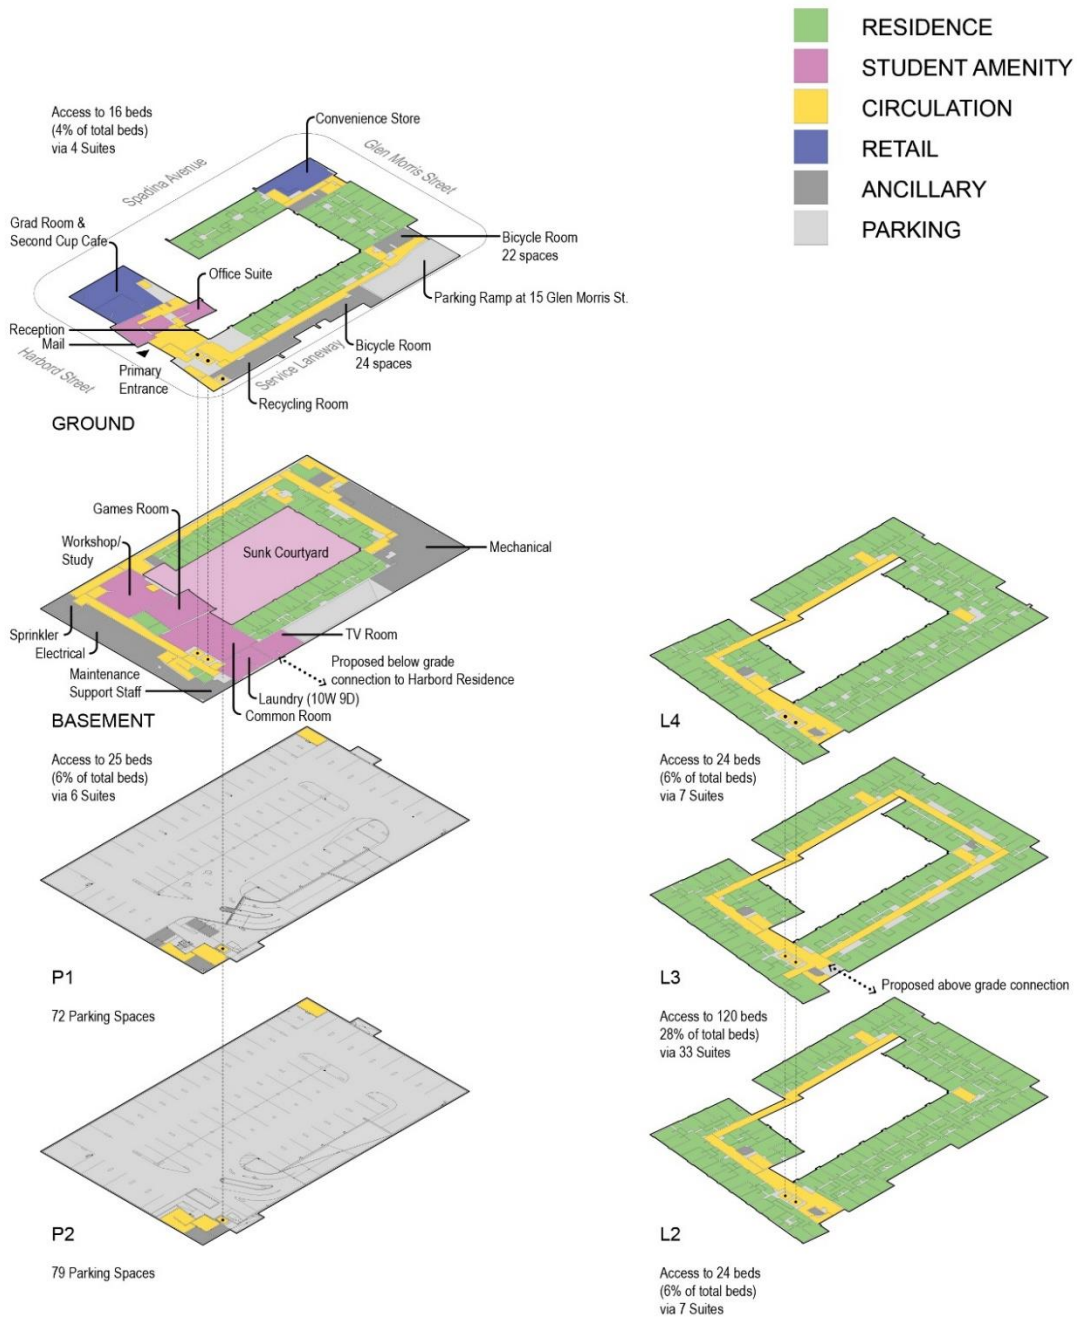 RESIDENCE
STUDENT AMENITY
CIRCULATION
RETAIL
ANCILLARY
PARKING
Access to 16 beds
(4% of total beds)
via 4 Suites
Convenience Store
Spadina Avenue
Glen Morris Street
Grad Room &
Second Cup Cafe
Office Suite
Bicycle Room
22 spaces
Parking Ramp at 15 Glen Morris St.
Reception
Mail
Primary
Entrance
Harbord Street
Service Laneway
Bicycle Room
24 spaces
Recycling Room
GROUND
Games Room
Workshop/
Study
Sunk Courtyard
Mechanical
Sprinkler
Electrical
Maintenance
Support Staff
TV Room
Proposed below grade
connection to Harbord Residence
Laundry (10W 9D)
Common Room
BASEMENT
Access to 25 beds
(6% of total beds)
via 6 Suites
P1
72 Parking Spaces
P2
79 Parking Spaces
L4
Access to 24 beds
(6% of total beds)
via 7 Suites
L3
Proposed above grade connection
Access to 120 beds
28% of total beds)
via 33 Suites
L2
Access to 24 beds
(6% of total beds)
via 7 Suites